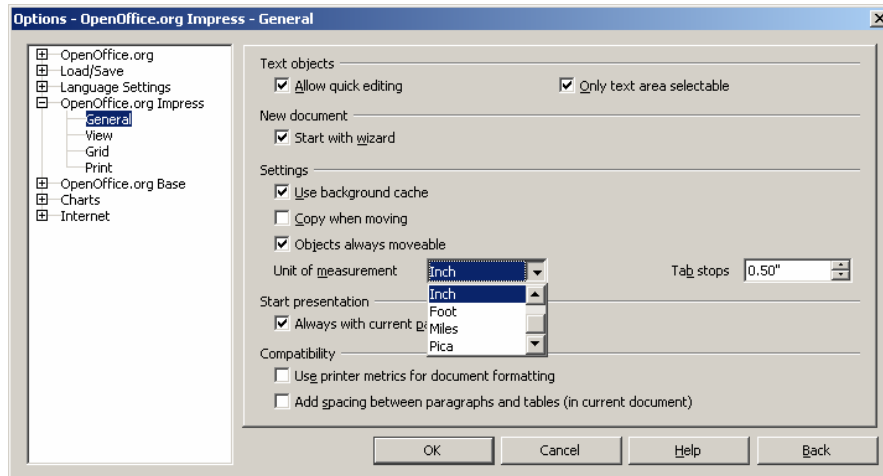 Options - OpenOffice.org Impress - General
OpenOffice.org
Load/Save
Language Settings
OpenOffice.org Impress
General
View
Grid
Print
OpenOffice.org Base
Charts
Internet
Text objects
Allow quick editing
Only text area selectable
New document
Start with wizard
Settings
Use background cache
Copy when moving
Objects always moveable
Unit of measurement Inch Tab stops 0.50"
Inch
Foot
Miles
Pica
Start presentation
Always with current
Compatibility
Use printer metrics for document formatting
Add spacing between paragraphs and tables (in current document)
OK Cancel Help Back